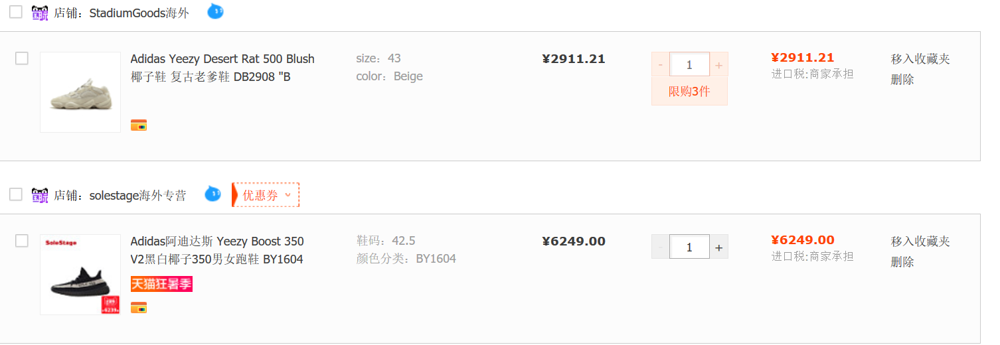 店铺：StadiumGoods海外
Adidas Yeezy Desert Rat 500 Blush
椰子鞋 复古老爹鞋 DB2908 "B
size：43
color：Beige
¥2911.21
- 1 +
限购3件
¥2911.21
进口税:商家承担
移入收藏夹
删除
店铺：solestage海外专营
优惠券
SoleStage
Adidas阿迪达斯 Yeezy Boost 350
V2黑白椰子350男女跑鞋 BY1604
天猫狂暑季
鞋码：42.5
颜色分类：BY1604
¥6249.00
- 1 +
¥6249.00
进口税:商家承担
移入收藏夹
删除